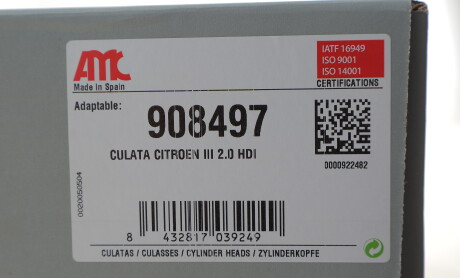 AMC
Made in Spain
IATF 16949
ISO 9001
ISO 14001
CERTIFICATIONS
Adaptable:
908497
CULATA CITROEN III 2.0 HDI
0000922482
0020050504
8 432817 039249
CULATAS / CULASSES / CYLINDER HEADS / ZYLINDERKOPFE